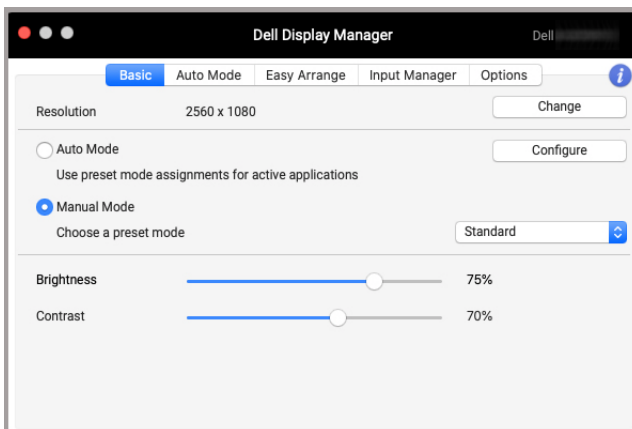 Dell Display Manager
Dell
Basic Auto Mode Easy Arrange Input Manager Options i
Resolution 2560 x 1080 Change
Auto Mode Configure
Use preset mode assignments for active applications
Manual Mode
Choose a preset mode Standard
Brightness 75%
Contrast 70%